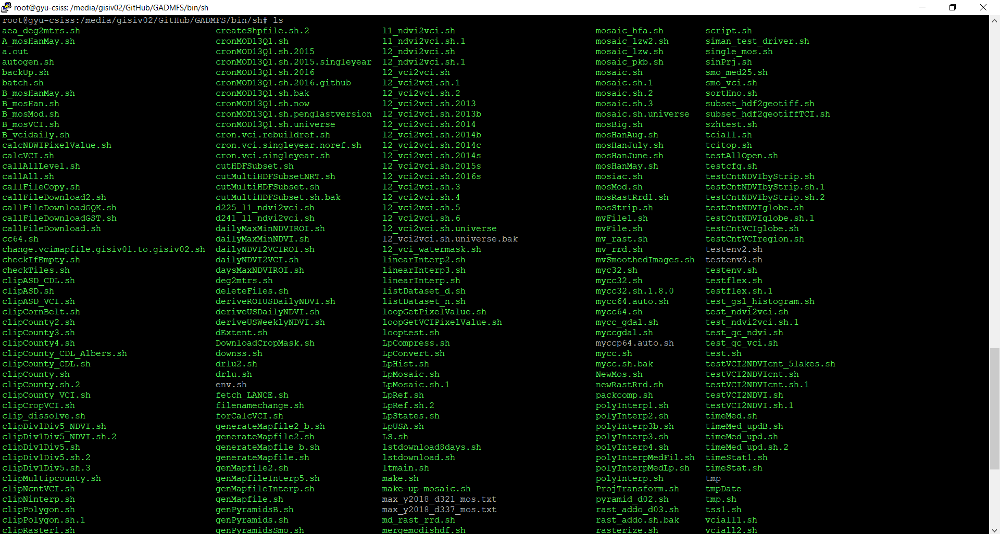 root@gyu-csiss: /media/gisiv02/GitHub/GADMFS/bin/sh
root@gyu-csiss:/media/gisiv02/GitHub/GADMFS/bin/sh# ls
aea_deg2mtrs.sh createShpfile.sh.2 l1_ndvi2vci.sh mosaic_hfa.sh script.sh
A_mosHanMay.sh cronMOD13Q1.sh l1_ndvi2vci.sh.1 mosaic_lzw2.sh siman_test_driver.sh
a.out cronMOD13Q1.sh.2015 l2_ndvi2vci.sh mosaic_lzw.sh single_mos.sh
autogen.sh cronMOD13Q1.sh.2015.singleyear l2_ndvi2vci.sh.1 mosaic_pkb.sh sinPrj.sh
backUp.sh cronMOD13Q1.sh.2016 l2_vci2vci.sh mosaic.sh smo_med25.sh
batch.sh cronMOD13Q1.sh.2016.github l2_vci2vci.sh.1 mosaic.sh.1 smo_vci.sh
B_mosHanMay.sh cronMOD13Q1.sh.bak l2_vci2vci.sh.2 mosaic.sh.2 sortHno.sh
B_mosHan.sh cronMOD13Q1.sh.now l2_vci2vci.sh.2013 mosaic.sh.3 subset_hdf2geotiff.sh
B_mosMod.sh cronMOD13Q1.sh.penglastversion l2_vci2vci.sh.2013b mosaic.sh.universe subset_hdf2geotiffTCI.sh
B_mosVCI.sh cronMOD13Q1.sh.universe l2_vci2vci.sh.2014 mosBig.sh szhtest.sh
B_vcidaily.sh cron.vci.rebuildref.sh l2_vci2vci.sh.2014b mosHanAug.sh tciall.sh
calcNDWIPixelValue.sh cron.vci.singleyear.noref.sh l2_vci2vci.sh.2014c mosHanJuly.sh tcitop.sh
calcVCI.sh cron.vci.singleyear.sh l2_vci2vci.sh.2014s mosHanJune.sh testAllOpen.sh
callAllLevel.sh cutHDFSubset.sh l2_vci2vci.sh.2015s mosHanMay.sh testcfg.sh
callAll.sh cutMultiHDFSubsetNRT.sh l2_vci2vci.sh.2016s mosiac.sh testCntNDVIbyStrip.sh
callFileCopy.sh cutMultiHDFSubset.sh l2_vci2vci.sh.3 mosMod.sh testCntNDVIbyStrip.sh.1
callFileDownload2.sh cutMultiHDFSubset.sh.bak l2_vci2vci.sh.4 mosRastRrd1.sh testCntNDVIbyStrip.sh.2
callFileDownloadGQK.sh d225_l1_ndvi2vci.sh l2_vci2vci.sh.5 mosStrip.sh testCntNDVIglobe.sh
callFileDownloadGST.sh d241_l1_ndvi2vci.sh l2_vci2vci.sh.6 mvFile1.sh testCntNDVIglobe.sh.1
callFileDownload.sh dailyMaxMinNDVIROI.sh l2_vci2vci.sh.universe mvFile.sh testCntVCIglobe.sh
cc64.sh dailyMaxMinNDVI.sh l2_vci2vci.sh.universe.bak mv_rast.sh testCntVCIregion.sh
change.vcimapfile.gisiv01.to.gisiv02.sh dailyNDVI2VCIROI.sh l2_vci_watermask.sh mv_rrd.sh testenv2.sh
checkIfEmpty.sh dailyNDVI2VCI.sh linearInterp2.sh mvSmoothedImages.sh testenv3.sh
checkTiles.sh daysMaxNDVIROI.sh linearInterp3.sh myc32.sh testenv.sh
clipASD_CDL.sh deg2mtrs.sh linearInterp.sh mycc32.sh testflex.sh
clipASD.sh deleteFiles.sh listDataset_d.sh mycc32.sh.1.8.0 testflex.sh.1
clipASD_VCI.sh deriveROIUSDailyNDVI.sh listDataset_n.sh mycc64.auto.sh test_gsl_histogram.sh
clipCornBelt.sh deriveUSDailyNDVI.sh loopGetPixelValue.sh mycc64.sh test_ndvi2vci.sh
clipCounty2.sh deriveUSWeeklyNDVI.sh loopGetVCIPixelValue.sh mycc_gdal.sh test_ndvi2vci.sh.1
clipCounty3.sh dExtent.sh looptest.sh myccgdal.sh test_qc_ndvi.sh
clipCounty4.sh DownloadCropMask.sh LpCompress.sh myccp64.auto.sh test_qc_vci.sh
clipCounty_CDL_Albers.sh downss.sh LpConvert.sh mycc.sh test.sh
clipCounty_CDL.sh drlu2.sh LpHist.sh mycc.sh.bak testVCI2NDVIcnt_5lakes.sh
clipCounty.sh drlu.sh LpMosaic.sh NewMos.sh testVCI2NDVIcnt.sh
clipCounty.sh.2 env.sh LpMosaic.sh.1 newRastRrd.sh testVCI2NDVIcnt.sh.1
clipCounty_VCI.sh fetch_LANCE.sh LpRef.sh packcomp.sh testVCI2NDVI.sh
clipCropVCI.sh filenamechange.sh LpRef.sh.2 polyInterp1.sh testVCI2NDVI.sh.1
clip_dissolve.sh forCalcVCI.sh LpStates.sh polyInterp2.sh timeMed.sh
clipDiv1Div5_NDVI.sh generateMapfile2_b.sh LpUSA.sh polyInterp3b.sh timeMed_updB.sh
clipDiv1Div5_NDVI.sh.2 generateMapfile2.sh LS.sh polyInterp3.sh timeMed_upd.sh
clipDiv1Div5.sh generateMapfile_b.sh lstdownload8days.sh polyInterp4.sh timeMed_upd.sh.2
clipDiv1Div5.sh.2 generateMapfile.sh lstdownload.sh polyInterpMedFil.sh timeStat1.sh
clipDiv1Div5.sh.3 genMapfile2.sh ltmain.sh polyInterpMedLp.sh timeStat.sh
clipMultipcounty.sh genMapfileInterp5.sh make.sh polyInterp.sh tmp
clipNcntVCI.sh genMapfileInterp.sh make-up-mosaic.sh ProjTransform.sh tmpDate
clipNinterp.sh genMapfile.sh max_y2018_d321_mos.txt pyramid_d02.sh tmp.sh
clipPolygon.sh genPyramidsB.sh max_y2018_d337_mos.txt rast_addo_d03.sh tss1.sh
clipPolygon.sh.1 genPyramids.sh md_rast_rrd.sh rast_addo.sh.bak vciall1.sh
clipRaster1.sh genPyramidsSmo.sh mergemodishdf.sh rasterize.sh vciall2.sh